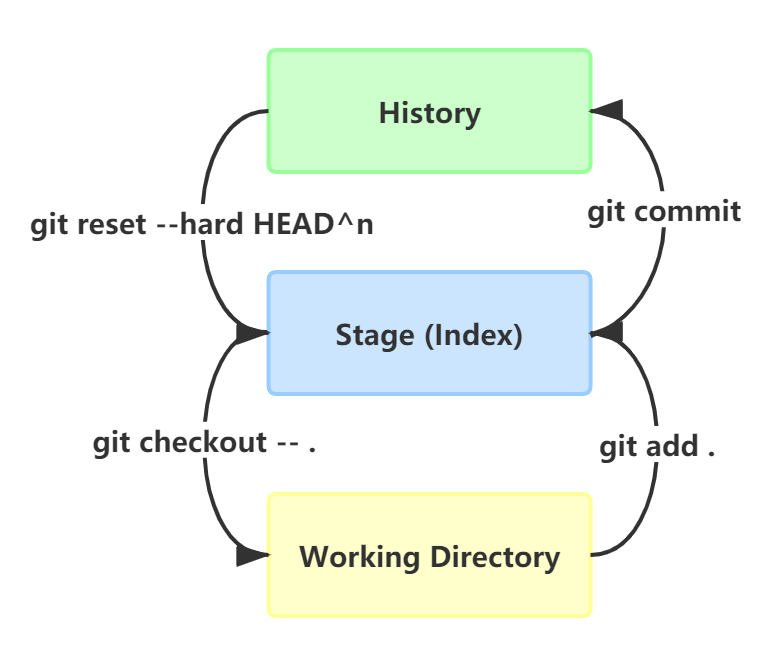 History
git reset --hard HEAD^n
git commit
Stage (Index)
git checkout -- .
git add .
Working Directory